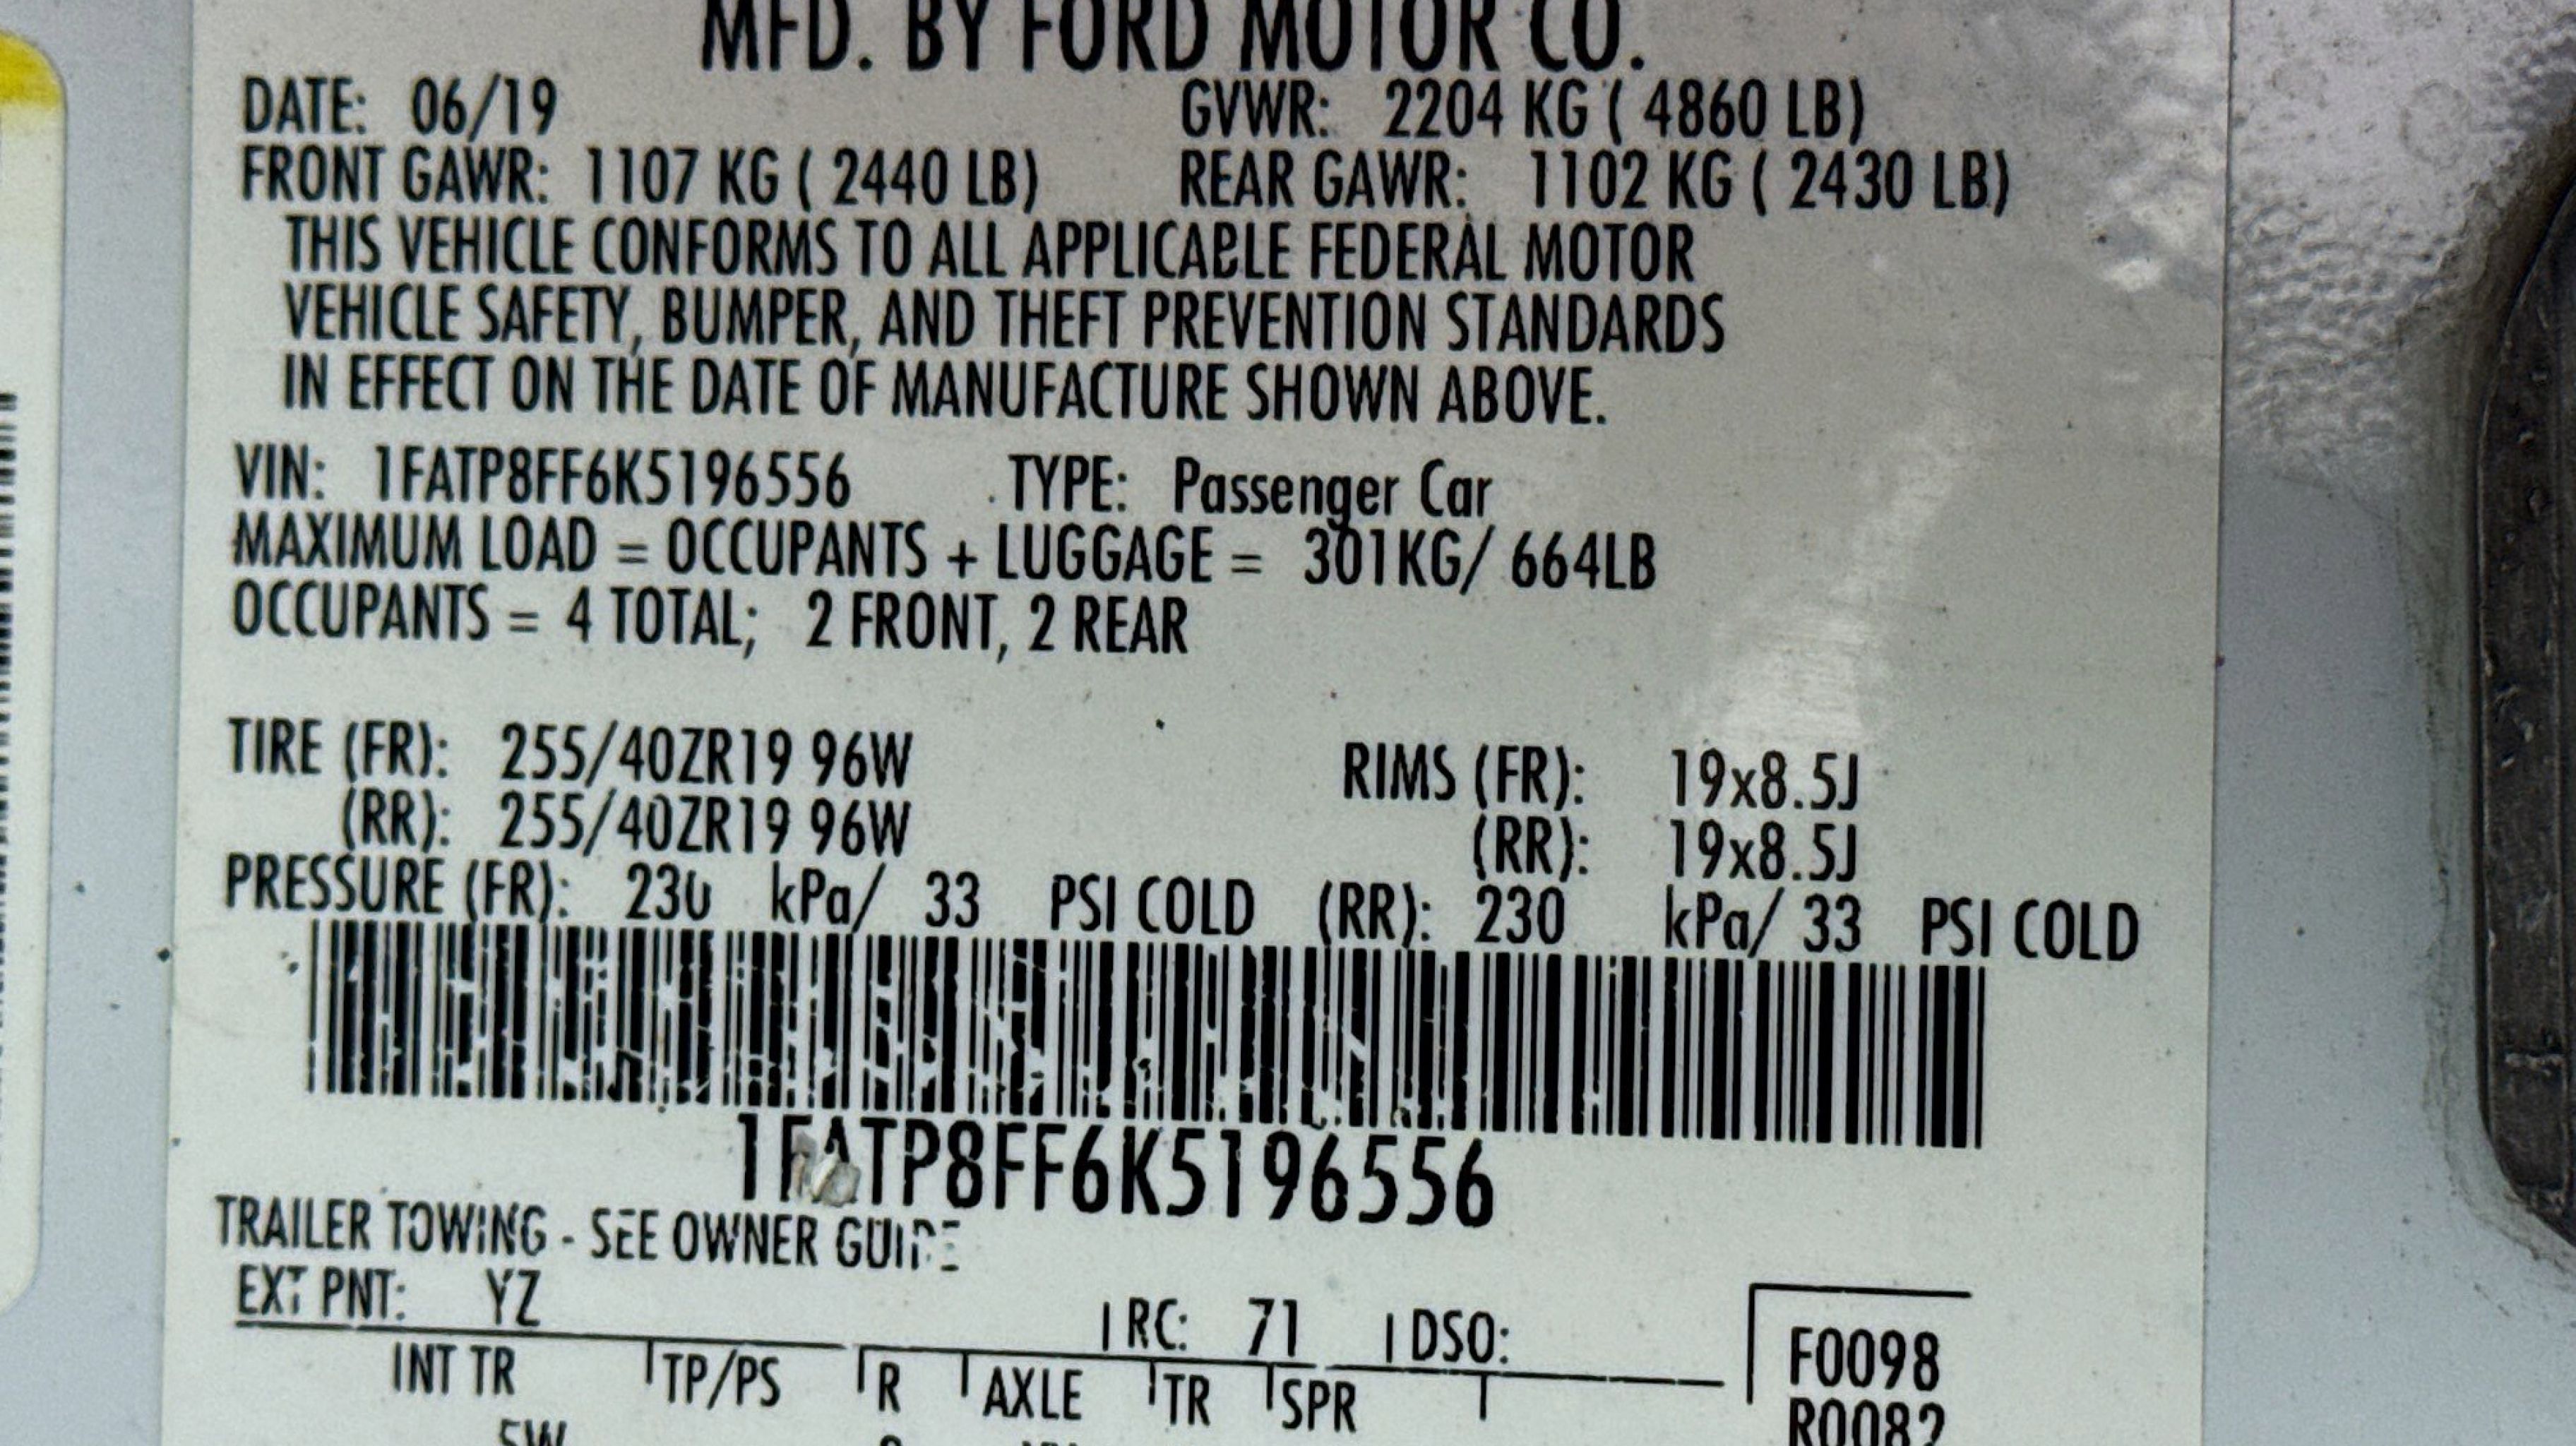 MFD. BY FORD MOTOR CO.
DATE: 06/19 GVWR: 2204 KG ( 4860 LB)
FRONT GAWR: 1107 KG ( 2440 LB) REAR GAWR: 1102 KG ( 2430 LB)
THIS VEHICLE CONFORMS TO ALL APPLICABLE FEDERAL MOTOR
VEHICLE SAFETY, BUMPER, AND THEFT PREVENTION STANDARDS
IN EFFECT ON THE DATE OF MANUFACTURE SHOWN ABOVE.
VIN: 1FATP8FF6K5196556 TYPE: Passenger Car
MAXIMUM LOAD = OCCUPANTS + LUGGAGE = 301KG/ 664LB
OCCUPANTS = 4 TOTAL; 2 FRONT, 2 REAR
TIRE (FR): 255/40ZR19 96W RIMS (FR): 19x8.5J
(RR): 255/40ZR19 96W (RR): 19x8.5J
PRESSURE (FR): 230 kPa/ 33 PSI COLD (RR): 230 kPa/ 33 PSI COLD
1FATP8FF6K5196556
TRAILER TOWING - SEE OWNER GUIDE
EXT PNT: YZ RC: 71 DSO:
INT TR TP/PS R AXLE TR SPR
F0098
R0082
5W